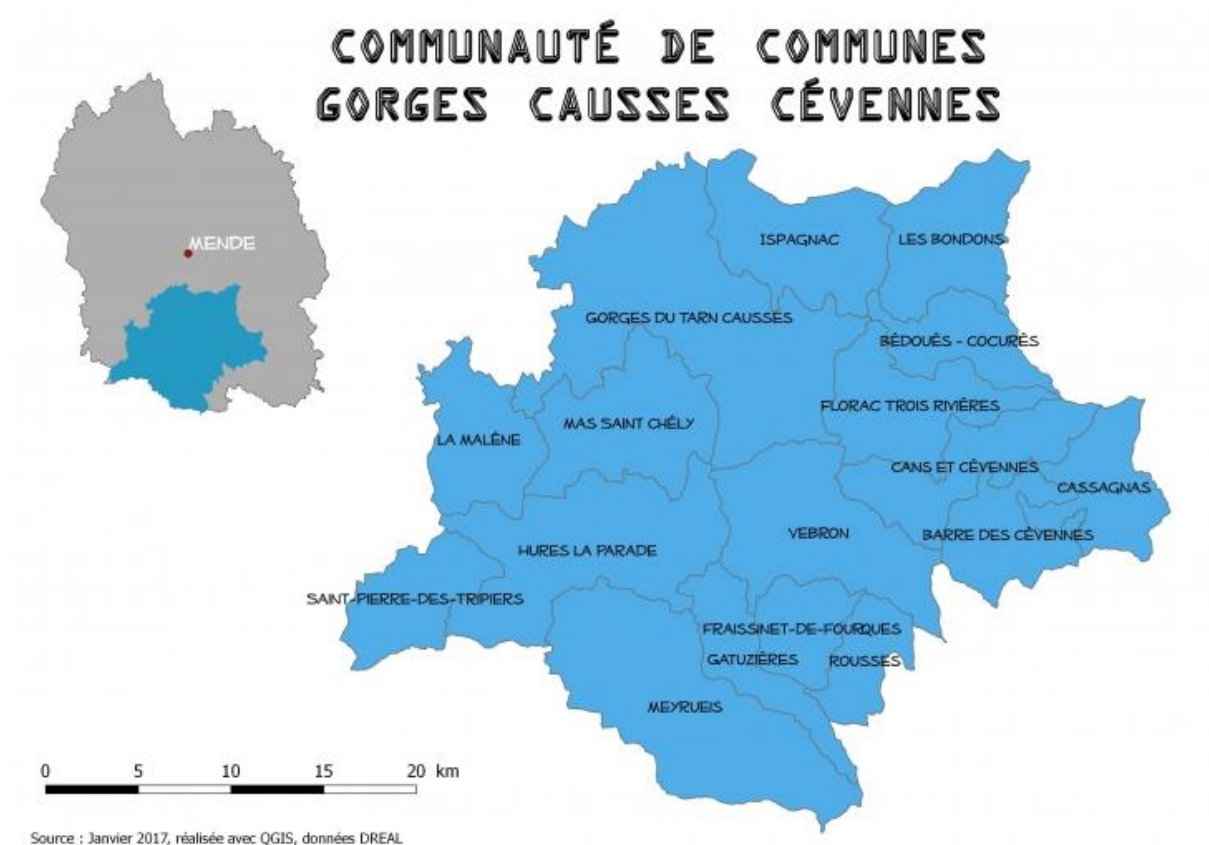 COMMUNAUTÉ DE COMMUNES
GORGES CAUSSES CÉVENNES
MENDE
ISPAGNAC
LES BONDONS
GORGES DU TARN CAUSSES
BÉDOUÈS - COCURÈS
FLORAC TROIS RIVIÈRES
MAS SAINT CHÉLY
LA MALÈNE
CANS ET CÉVENNES
CASSAGNAS
VEBRON
BARRE DES CÉVENNES
HURES LA PARADE
SAINT-PIERRE-DES-TRIPIERS
FRAISSINET-DE-FOURQUES
GATUZIÈRES
ROUSSES
MEYRUEIS
0 5 10 15 20 km
Source : Janvier 2017, réalisée avec QGIS, données DREAL